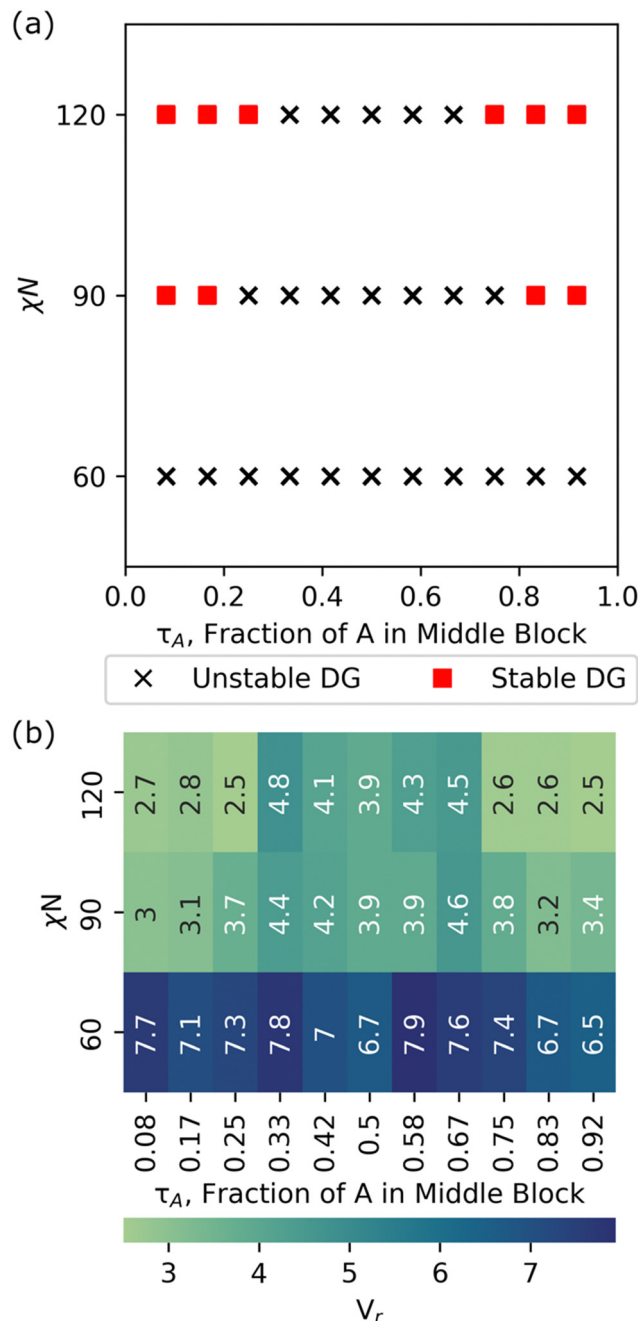 (a)
120
90
60
χN
0.0 0.2 0.4 0.6 0.8 1.0
τA, Fraction of A in Middle Block
Unstable DG Stable DG
(b)
120
90
60
χN
2.7 2.8 2.5 4.8 4.1 3.9 4.3 4.5 2.6 2.6 2.5
3 3.1 3.7 4.4 4.2 3.9 3.9 4.6 3.8 3.2 3.4
7.7 7.1 7.3 7.8 7 6.7 7.9 7.6 7.4 6.7 6.5
0.08 0.17 0.25 0.33 0.42 0.5 0.58 0.67 0.75 0.83 0.92
τA, Fraction of A in Middle Block
3 4 5 6 7
Vr